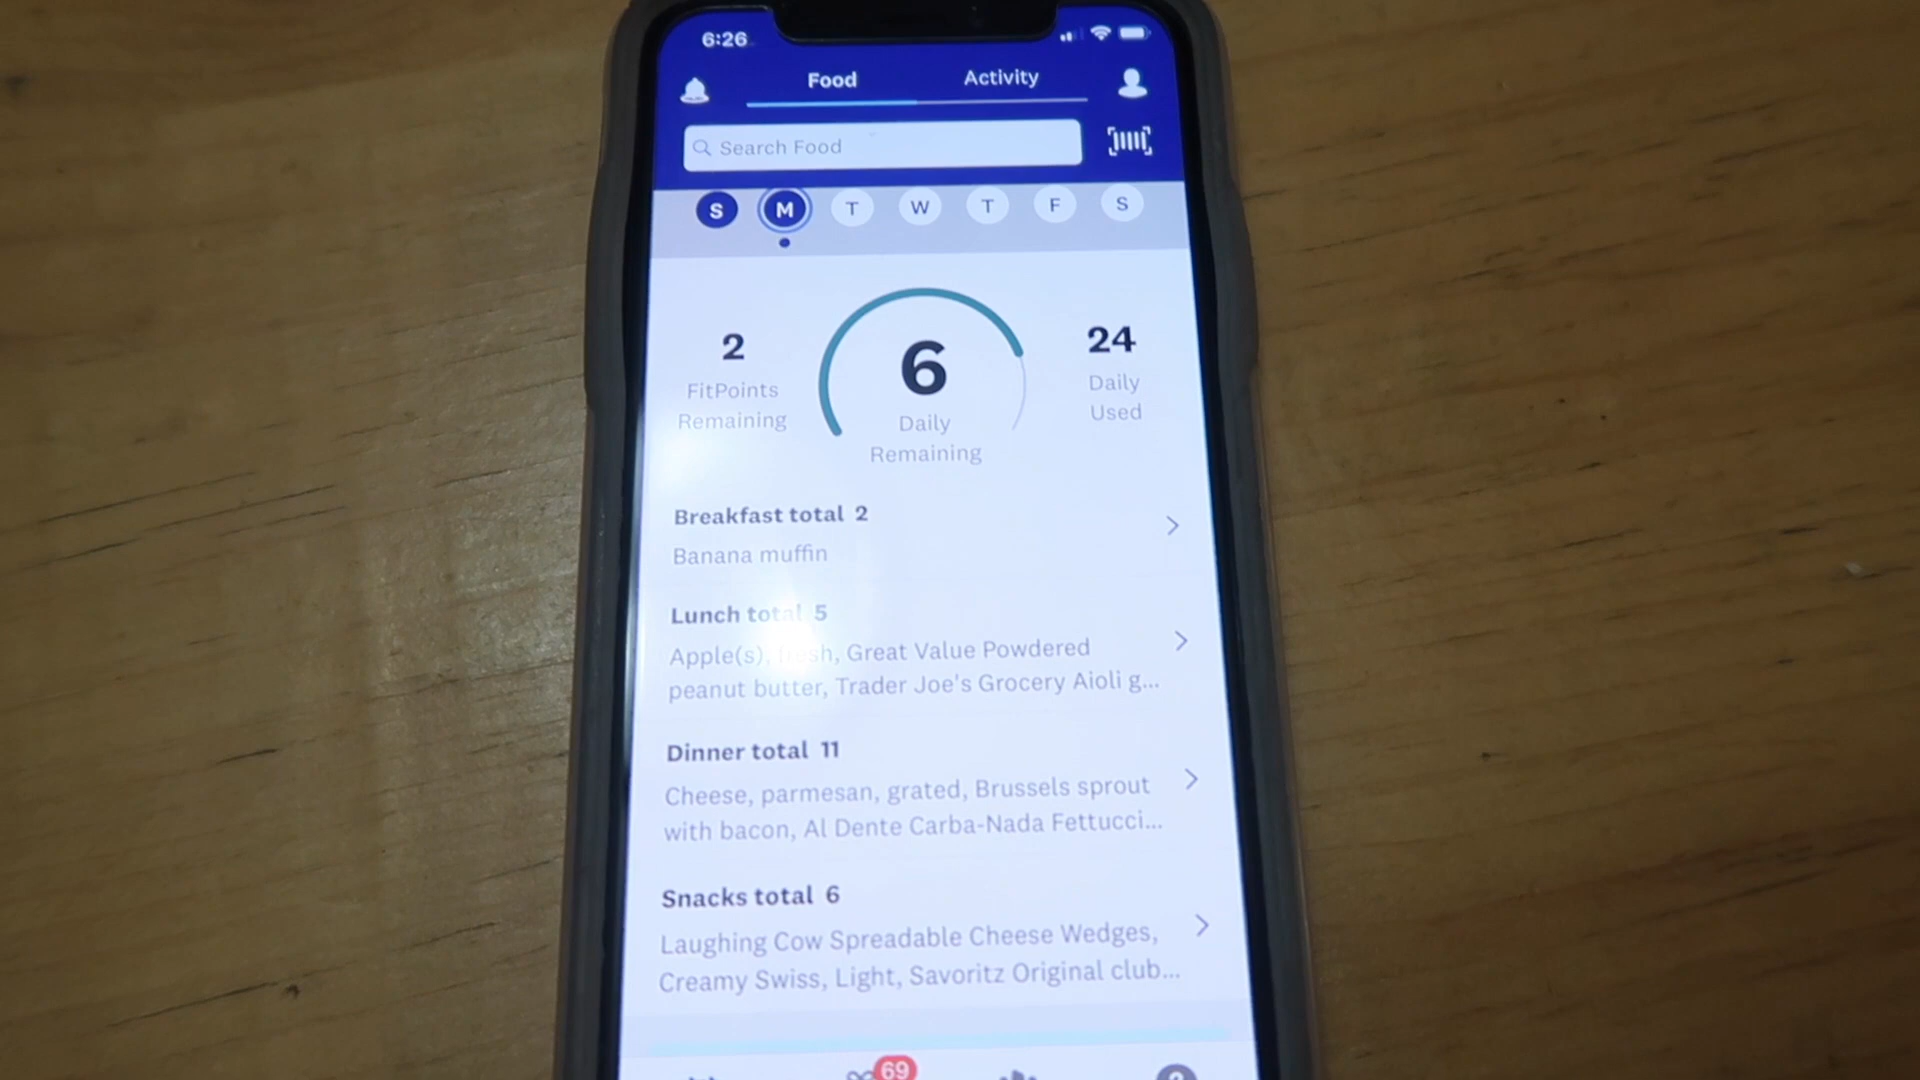 6:26
Food Activity
Search Food
S M T W T F S
2 6 24
FitPoints Remaining
Daily Remaining
Daily Used
Breakfast total 2
Banana muffin
Lunch total 5
Apple(s), fresh, Great Value Powdered
peanut butter, Trader Joe's Grocery Aioli g...
Dinner total 11
Cheese, parmesan, grated, Brussels sprout
with bacon, Al Dente Carba-Nada Fettucci...
Snacks total 6
Laughing Cow Spreadable Cheese Wedges,
Creamy Swiss, Light, Savoritz Original club...
69